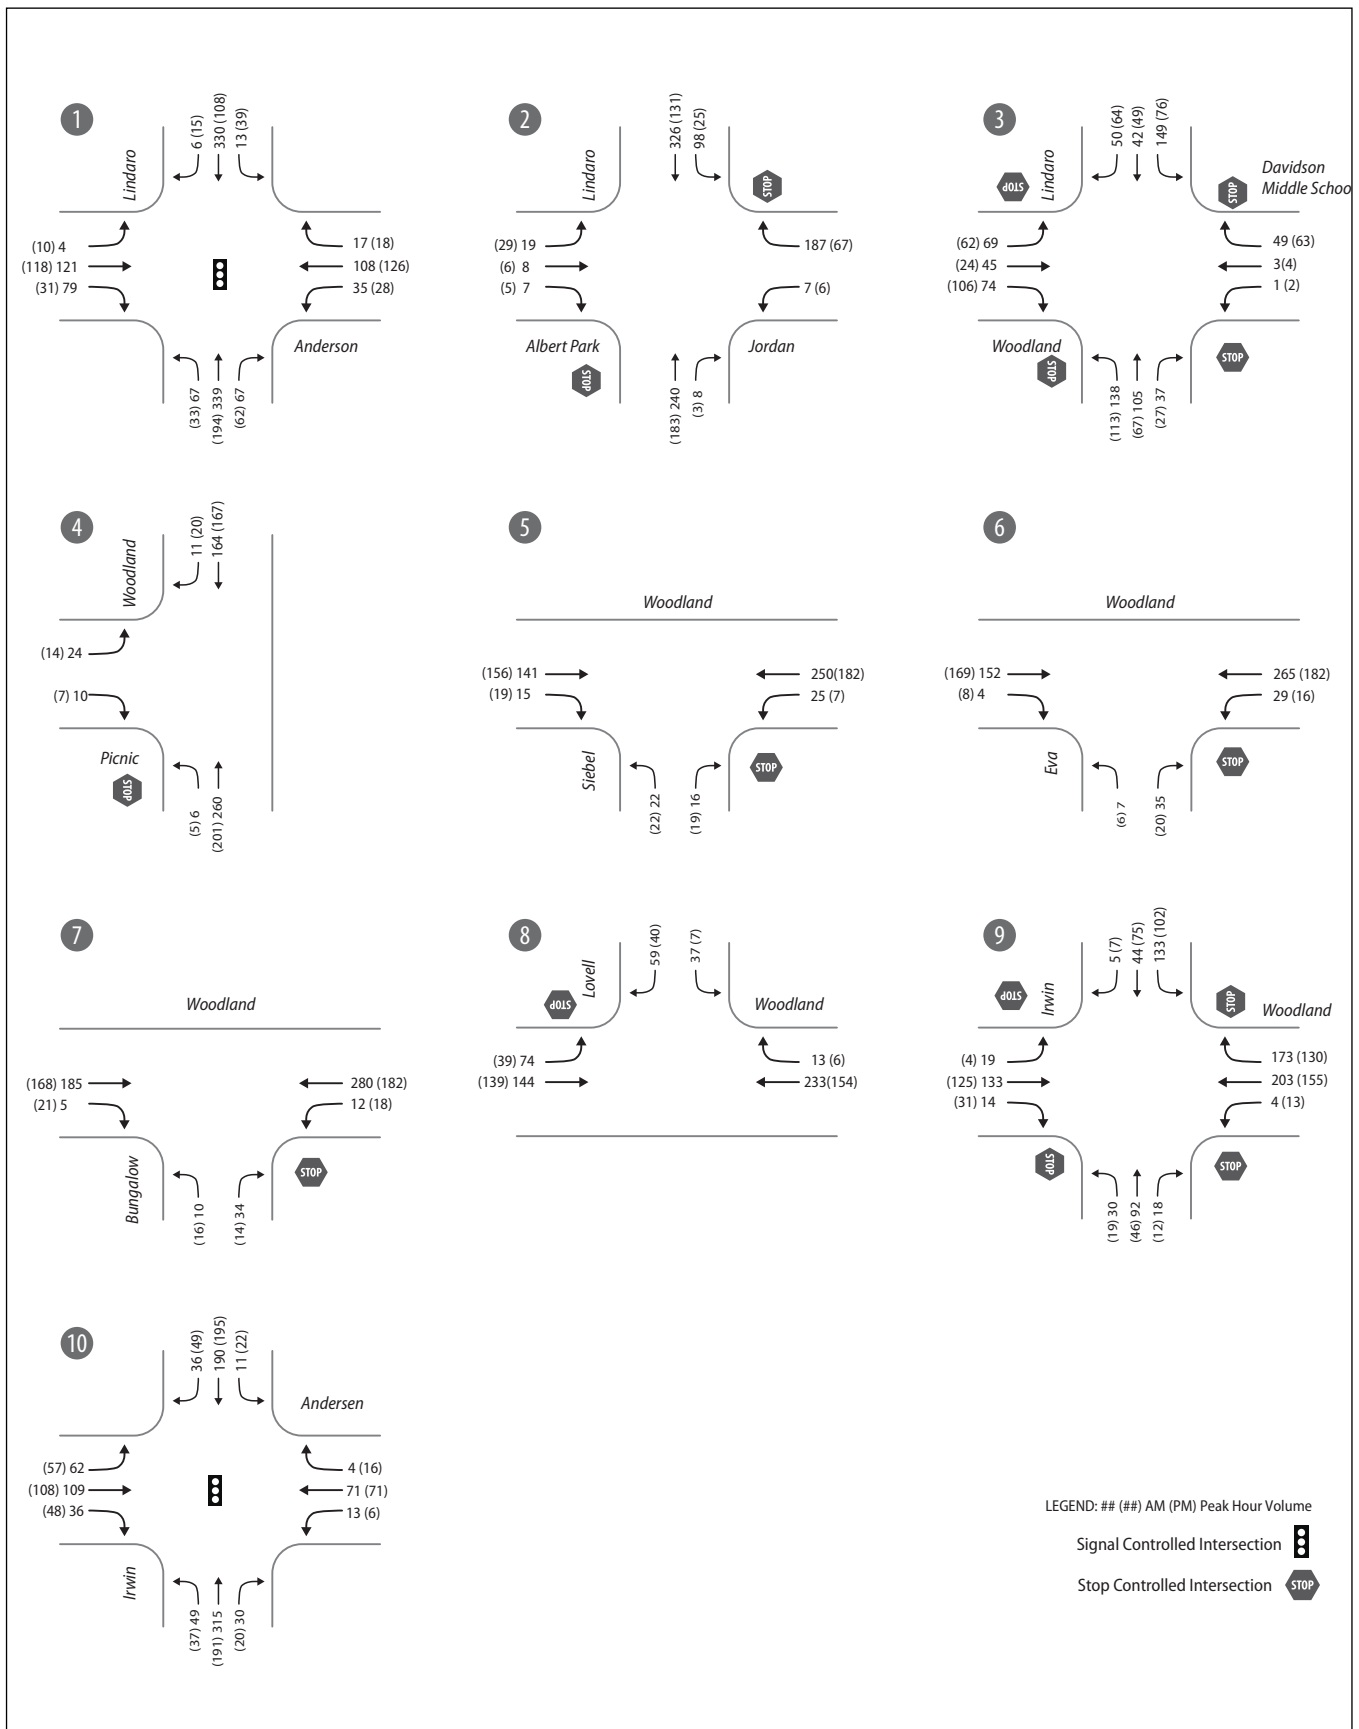 1
6 (15)
330 (108)
13 (39)
Lindaro
(10) 4
(118) 121
(31) 79
17 (18)
108 (126)
35 (28)
Anderson
(33) 67
(194) 339
(62) 67
2
326 (131)
98 (25)
Lindaro
STOP
(29) 19
(6) 8
(5) 7
187 (67)
7 (6)
Albert Park
Jordan
STOP
(183) 240
(3) 8
3
50 (64)
42 (49)
149 (76)
STOP
Lindaro
STOP
Davidson
Middle Schoo
(62) 69
(24) 45
(106) 74
49 (63)
3(4)
1 (2)
Woodland
STOP
STOP
(113) 138
(67) 105
(27) 37
4
11 (20)
164 (167)
Woodland
(14) 24
(7) 10
Picnic
STOP
(5) 6
(201) 260
5
Woodland
(156) 141
(19) 15
250(182)
25 (7)
Siebel
STOP
(22) 22
(19) 16
6
Woodland
(169) 152
(8) 4
265 (182)
29 (16)
Eva
STOP
(6) 7
(20) 35
7
Woodland
(168) 185
(21) 5
280 (182)
12 (18)
Bungalow
STOP
(16) 10
(14) 34
8
59 (40)
37 (7)
STOP
Lovell
Woodland
(39) 74
(139) 144
13 (6)
233(154)
9
5 (7)
44 (75)
133 (102)
STOP
Irwin
STOP
Woodland
(4) 19
(125) 133
(31) 14
173 (130)
203 (155)
4 (13)
STOP
STOP
(19) 30
(46) 92
(12) 18
10
36 (49)
190 (195)
11 (22)
Andersen
(57) 62
(108) 109
(48) 36
4 (16)
71 (71)
13 (6)
Irwin
(37) 49
(191) 315
(20) 30
LEGEND: ## (##) AM (PM) Peak Hour Volume
Signal Controlled Intersection
Stop Controlled Intersection STOP